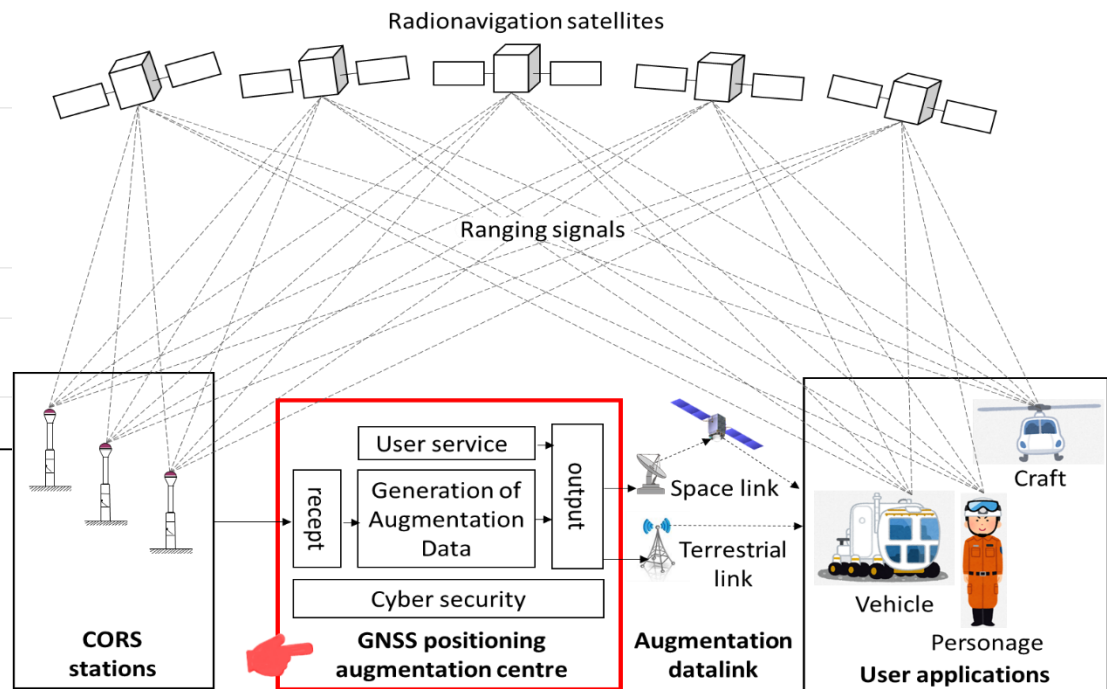 Radionavigation satellites
Ranging signals
User service
recept
Generation of
Augmentation
Data
output
Cyber security
Space link
Terrestrial
link
Craft
Vehicle
Personage
CORS
stations
GNSS positioning
augmentation centre
Augmentation
datalink
User applications